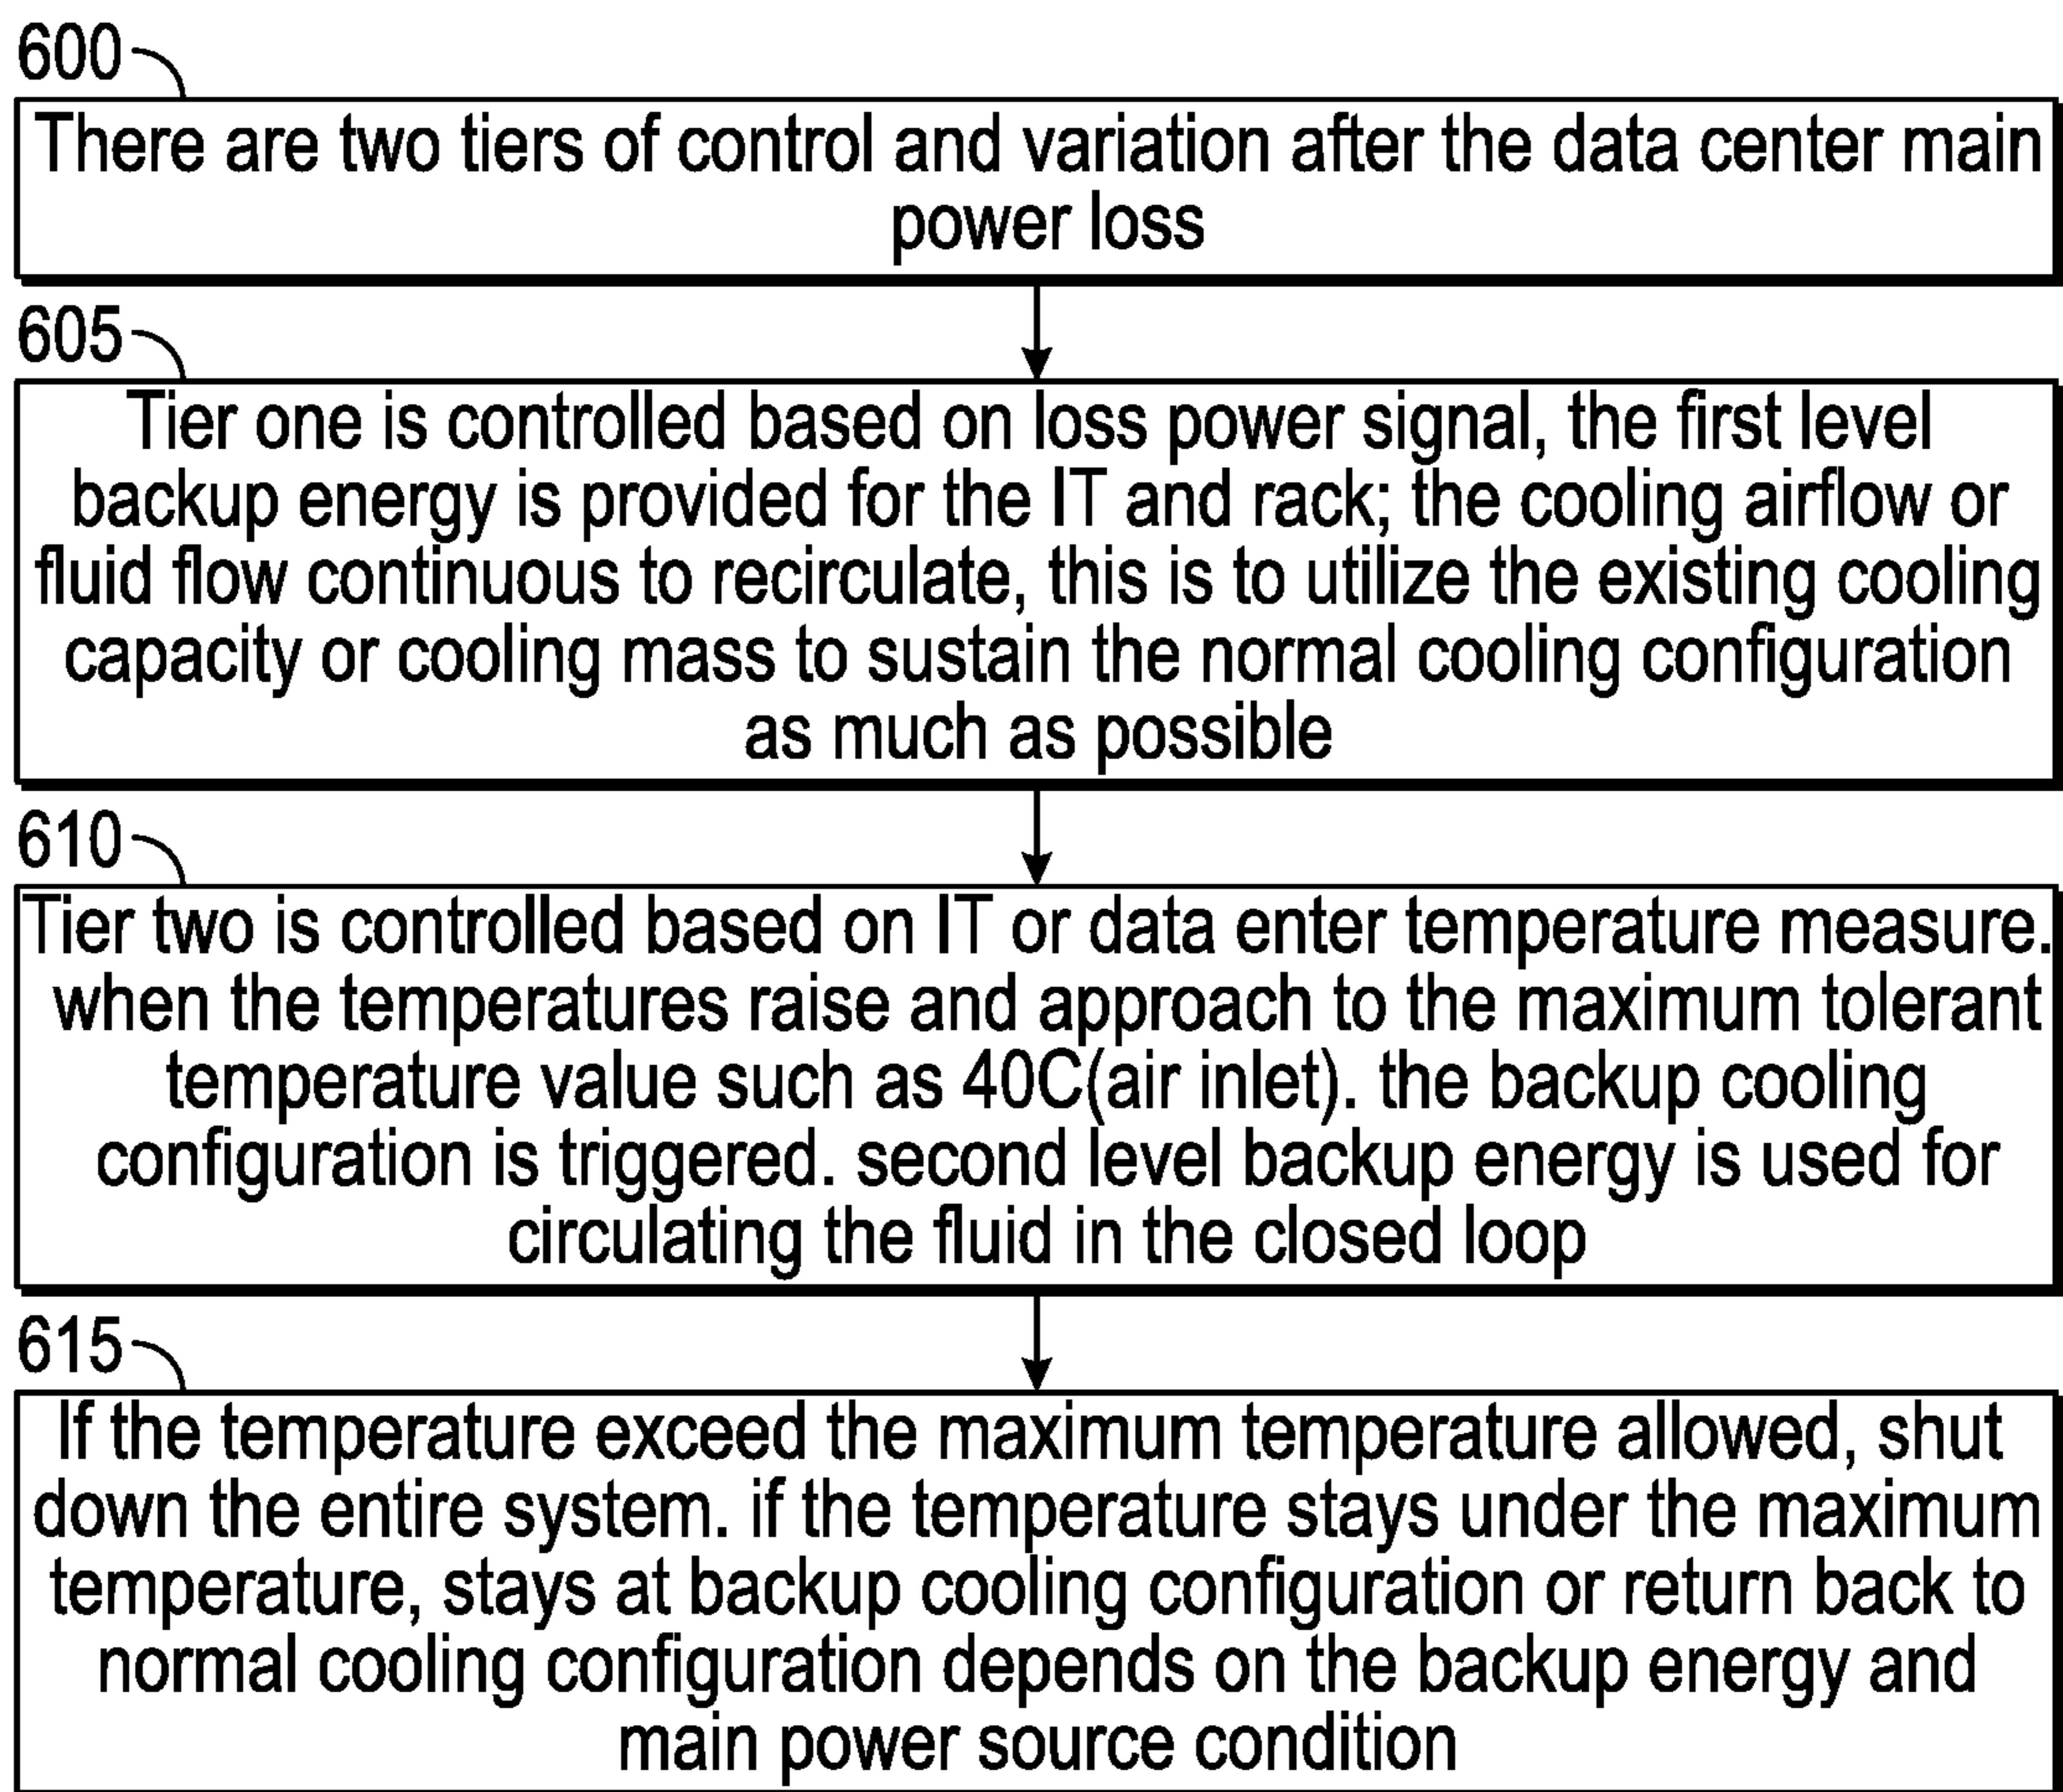 600
There are two tiers of control and variation after the data center main
power loss
605
Tier one is controlled based on loss power signal, the first level
backup energy is provided for the IT and rack; the cooling airflow or
fluid flow continuous to recirculate, this is to utilize the existing cooling
capacity or cooling mass to sustain the normal cooling configuration
as much as possible
610
Tier two is controlled based on IT or data enter temperature measure.
when the temperatures raise and approach to the maximum tolerant
temperature value such as 40C(air inlet). the backup cooling
configuration is triggered. second level backup energy is used for
circulating the fluid in the closed loop
615
If the temperature exceed the maximum temperature allowed, shut
down the entire system. if the temperature stays under the maximum
temperature, stays at backup cooling configuration or return back to
normal cooling configuration depends on the backup energy and
main power source condition